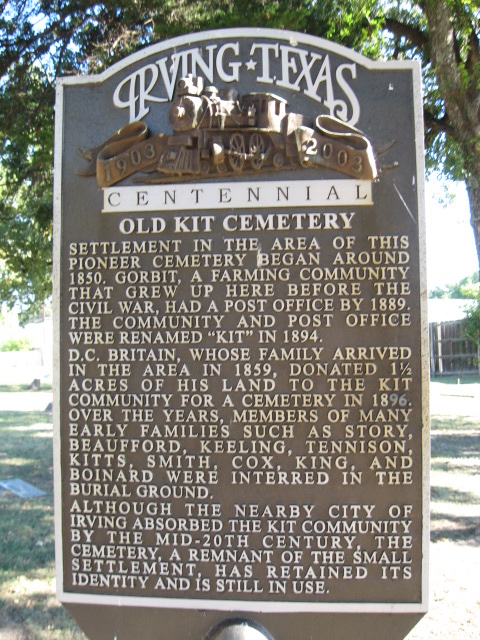 IRVING★TEXAS
1903 2003
CENTENNIAL
OLD KIT CEMETERY
SETTLEMENT IN THE AREA OF THIS
PIONEER CEMETERY BEGAN AROUND
1850. GORBIT, A FARMING COMMUNITY
THAT GREW UP HERE BEFORE THE
CIVIL WAR, HAD A POST OFFICE BY 1889.
THE COMMUNITY AND POST OFFICE
WERE RENAMED "KIT" IN 1894.
D.C. BRITAIN, WHOSE FAMILY ARRIVED
IN THE AREA IN 1859, DONATED 1½
ACRES OF HIS LAND TO THE KIT
COMMUNITY FOR A CEMETERY IN 1896.
OVER THE YEARS, MEMBERS OF MANY
EARLY FAMILIES SUCH AS STORY,
BEAUFFORD, KEELING, TENNISON,
KITTS, SMITH, COX, KING, AND
BOINARD WERE INTERRED IN THE
BURIAL GROUND.
ALTHOUGH THE NEARBY CITY OF
IRVING ABSORBED THE KIT COMMUNITY
BY THE MID-20TH CENTURY, THE
CEMETERY, A REMNANT OF THE SMALL
SETTLEMENT, HAS RETAINED ITS
IDENTITY AND IS STILL IN USE.